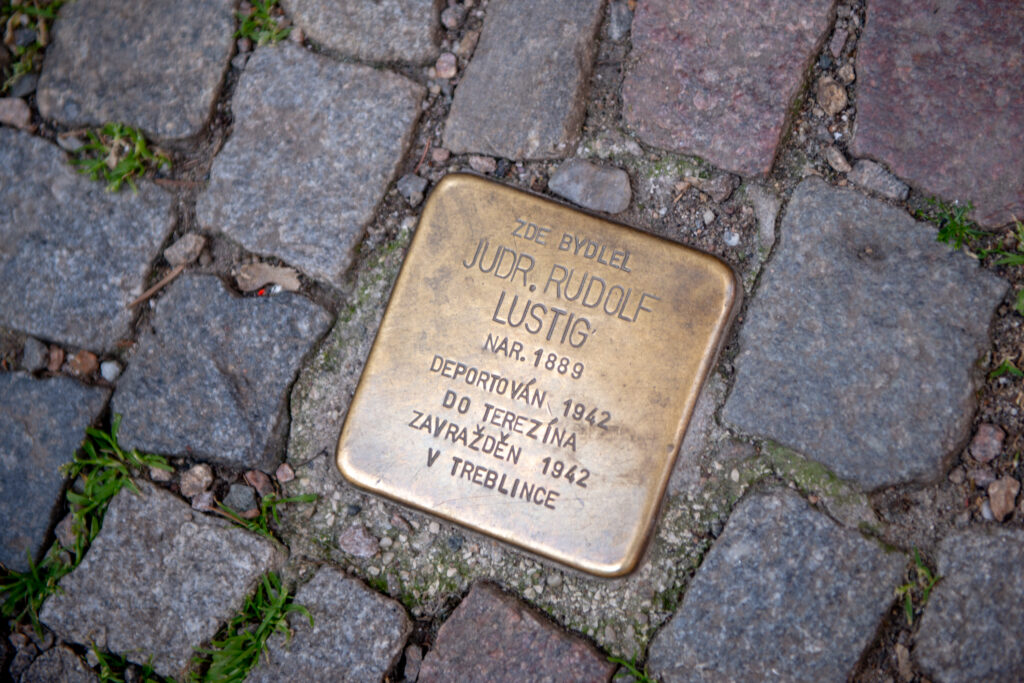 ZDE BYDLEL
JUDR. RUDOLF
LUSTIG
NAR. 1889
DEPORTOVÁN 1942
DO TEREZÍNA
ZAVRAŽDĚN 1942
V TREBLINCE